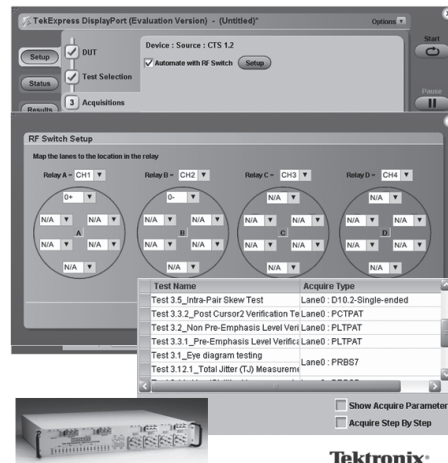 TekExpress DisplayPort (Evaluation Version) - (Untitled)*
Options
Setup
DUT
Device : Source : CTS 1.2
Start
Automate with RF Switch
Setup
Status
Test Selection
Pause
Results
3 Acquisitions
RF Switch Setup
Map the lanes to the location in the relay
Relay A - CH1
Relay B - CH2
Relay C - CH3
Relay D - CH4
0+
0-
N/A
N/A
N/A N/A
N/A N/A
N/A N/A
N/A N/A
A
B
C
D
N/A N/A
N/A N/A
N/A N/A
N/A N/A
N/A
N/A
N/A
N/A
Test Name
Acquire Type
Test 3.5_Intra-Pair Skew Test
Lane0 : D10.2-Single-ended
Test 3.3.2_Post Cursor2 Verification Te
Lane0 : PCTPAT
Test 3.2_Non Pre-Emphasis Level Veri
Lane0 : PLTPAT
Test 3.3.1_Pre-Emphasis Level Verifica
Lane0 : PLTPAT
Test 3.1_Eye diagram testing
Lane0 : PRBS7
Test 3.12.1_Total Jitter (TJ) Measureme
Show Acquire Parameter
Acquire Step By Step
Tektronix